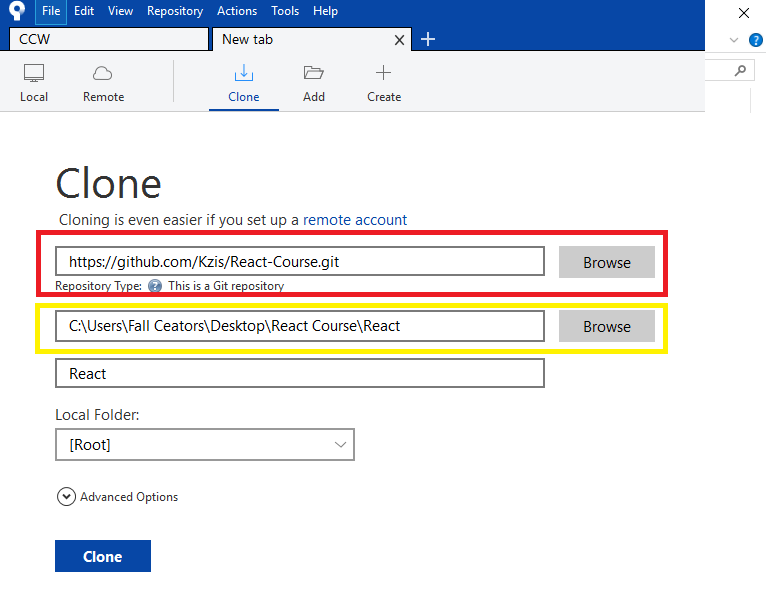 File Edit View Repository Actions Tools Help
CCW New tab
Local Remote Clone Add Create
Clone
Cloning is even easier if you set up a remote account
https://github.com/Kzis/React-Course.git Browse
Repository Type: ? This is a Git repository
C:\Users\Fall Ceators\Desktop\React Course\React Browse
React
Local Folder:
[Root]
Advanced Options
Clone